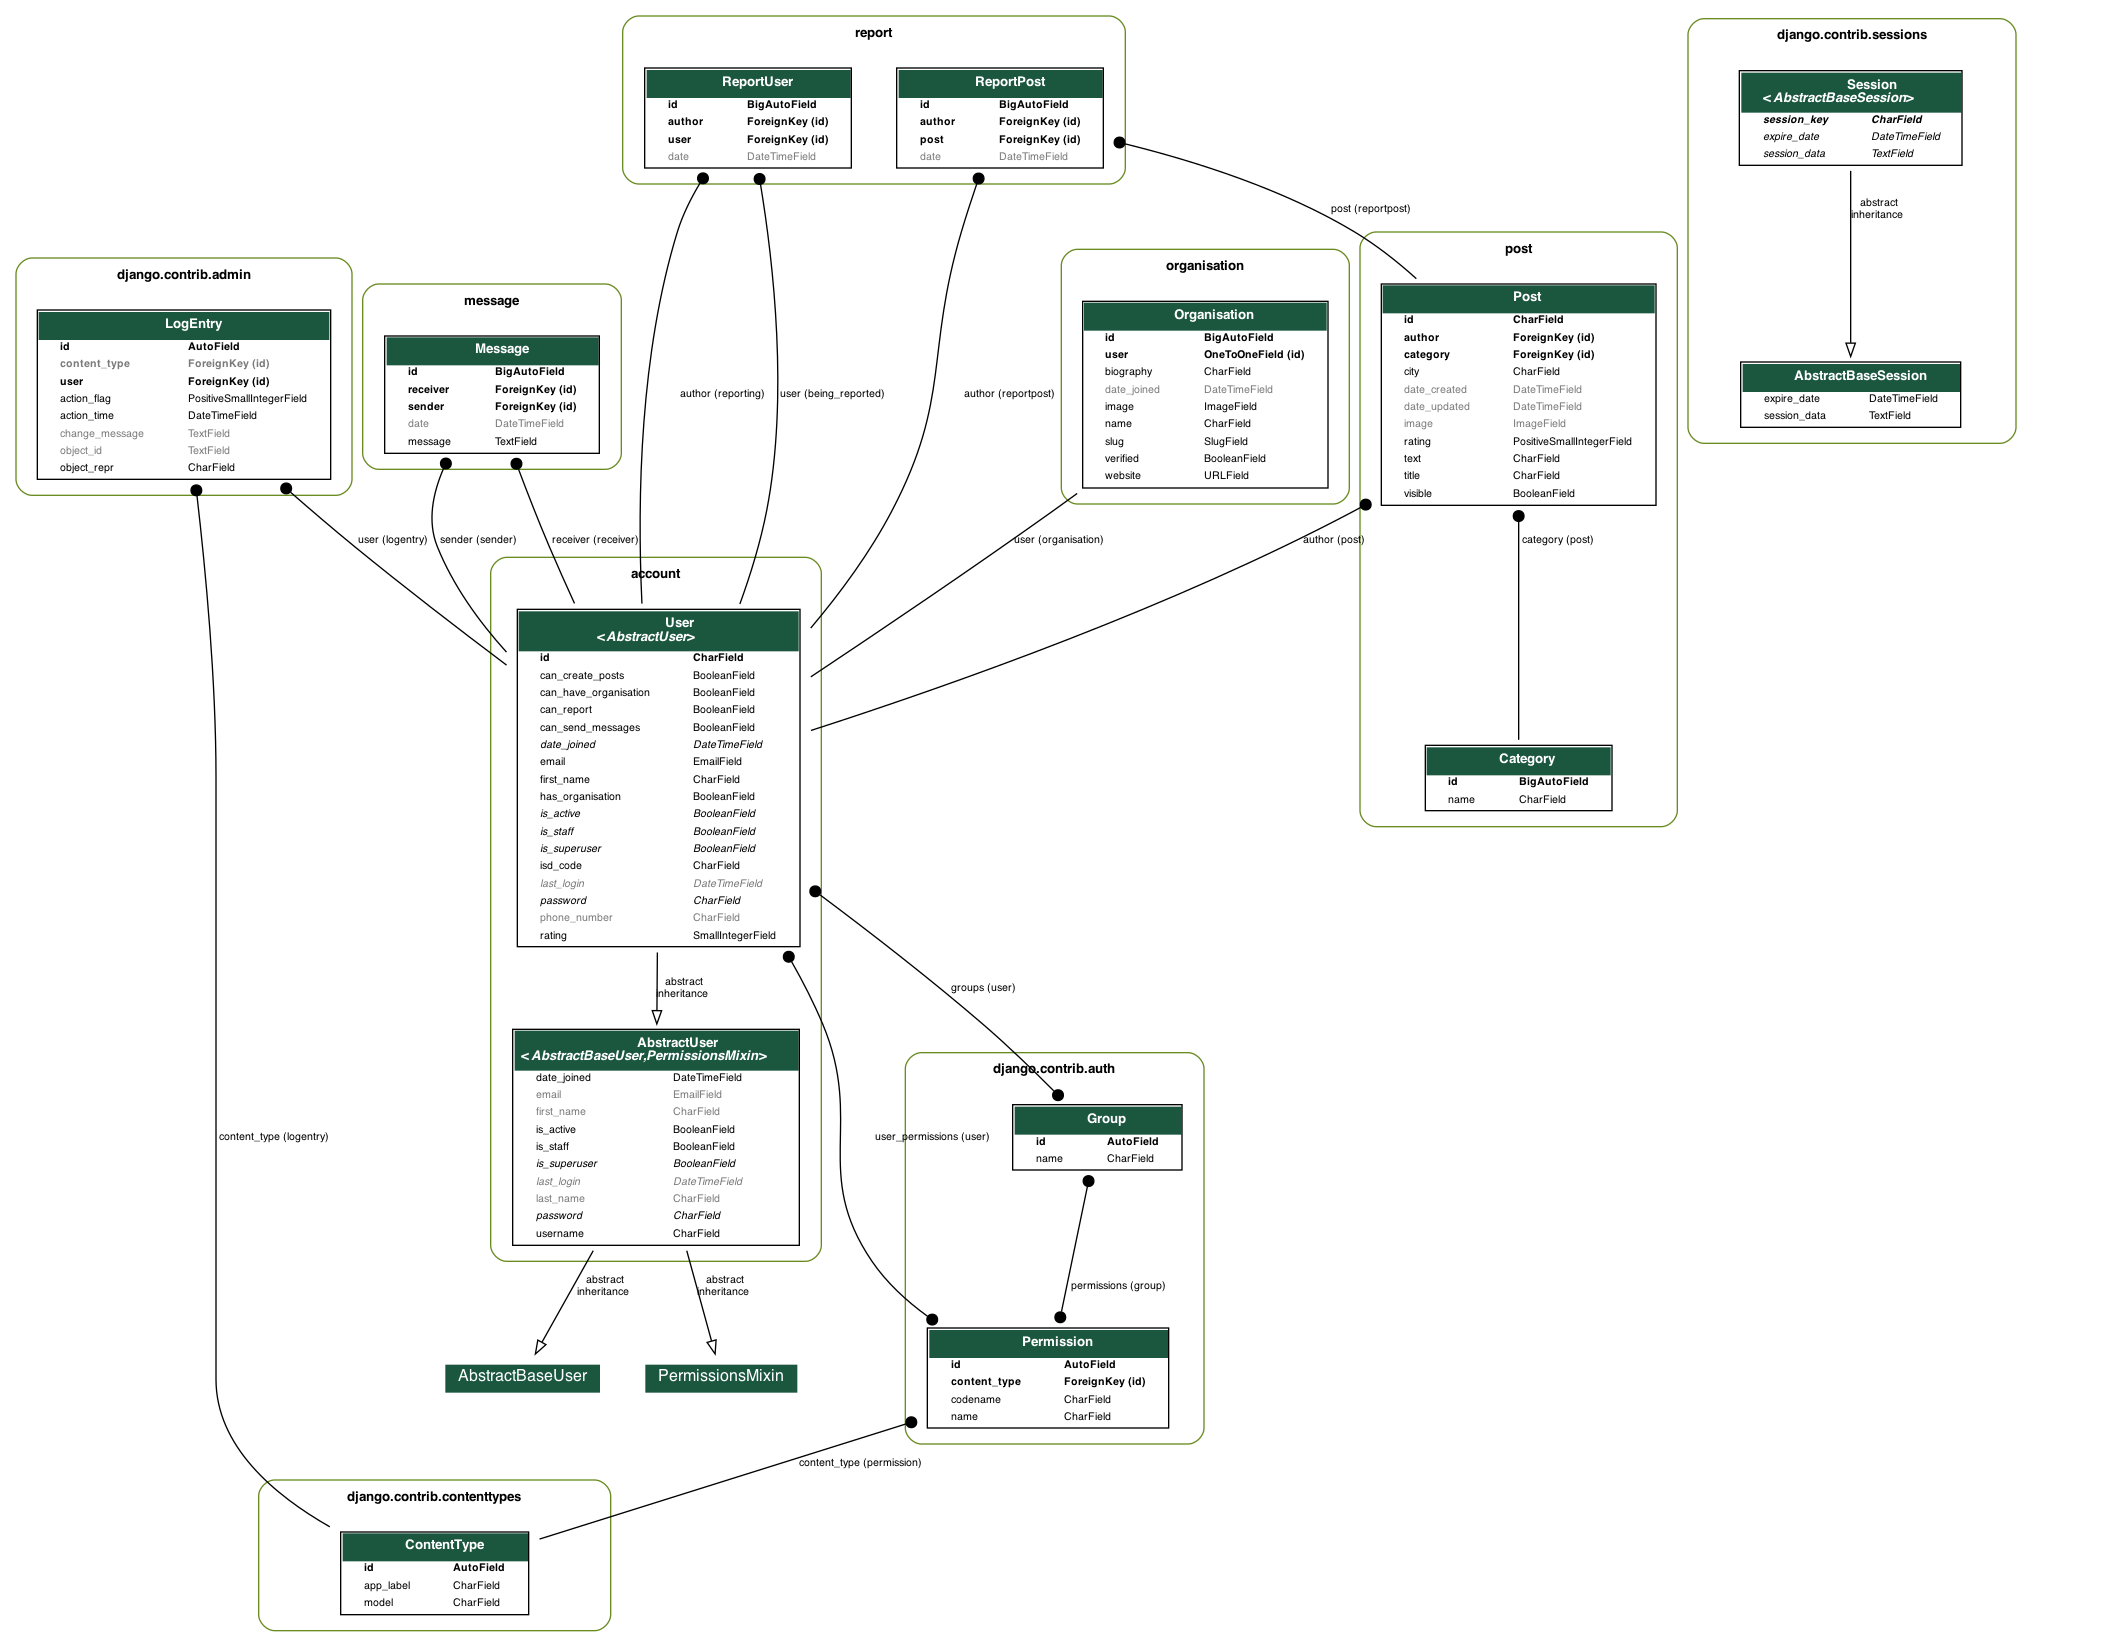 report
ReportUser
id BigAutoField
author ForeignKey (id)
user ForeignKey (id)
date DateTimeField
ReportPost
id BigAutoField
author ForeignKey (id)
post ForeignKey (id)
date DateTimeField
django.contrib.sessions
Session
<AbstractBaseSession>
session_key CharField
expire_date DateTimeField
session_data TextField
abstract
inheritance
AbstractBaseSession
expire_date DateTimeField
session_data TextField
post (reportpost)
django.contrib.admin
LogEntry
id AutoField
content_type ForeignKey (id)
user ForeignKey (id)
action_flag PositiveSmallIntegerField
action_time DateTimeField
change_message TextField
object_id TextField
object_repr CharField
message
Message
id BigAutoField
receiver ForeignKey (id)
sender ForeignKey (id)
date DateTimeField
message TextField
author (reporting)
user (being_reported)
author (reportpost)
organisation
Organisation
id BigAutoField
user OneToOneField (id)
biography CharField
date_joined DateTimeField
image ImageField
name CharField
slug SlugField
verified BooleanField
website URLField
post
Post
id CharField
author ForeignKey (id)
category ForeignKey (id)
city CharField
date_created DateTimeField
date_updated DateTimeField
image ImageField
rating PositiveSmallIntegerField
text CharField
title CharField
visible BooleanField
user (logentry)
sender (sender)
receiver (receiver)
user (organisation)
author (post)
category (post)
Category
id BigAutoField
name CharField
account
User
<AbstractUser>
id CharField
can_create_posts BooleanField
can_have_organisation BooleanField
can_report BooleanField
can_send_messages BooleanField
date_joined DateTimeField
email EmailField
first_name CharField
has_organisation BooleanField
is_active BooleanField
is_staff BooleanField
is_superuser BooleanField
isd_code CharField
last_login DateTimeField
password CharField
phone_number CharField
rating SmallIntegerField
abstract
inheritance
groups (user)
AbstractUser
<AbstractBaseUser,PermissionsMixin>
date_joined DateTimeField
email EmailField
first_name CharField
is_active BooleanField
is_staff BooleanField
is_superuser BooleanField
last_login DateTimeField
last_name CharField
password CharField
username CharField
content_type (logentry)
user_permissions (user)
django.contrib.auth
Group
id AutoField
name CharField
permissions (group)
abstract
inheritance
abstract
inheritance
AbstractBaseUser
PermissionsMixin
Permission
id AutoField
content_type ForeignKey (id)
codename CharField
name CharField
content_type (permission)
django.contrib.contenttypes
ContentType
id AutoField
app_label CharField
model CharField